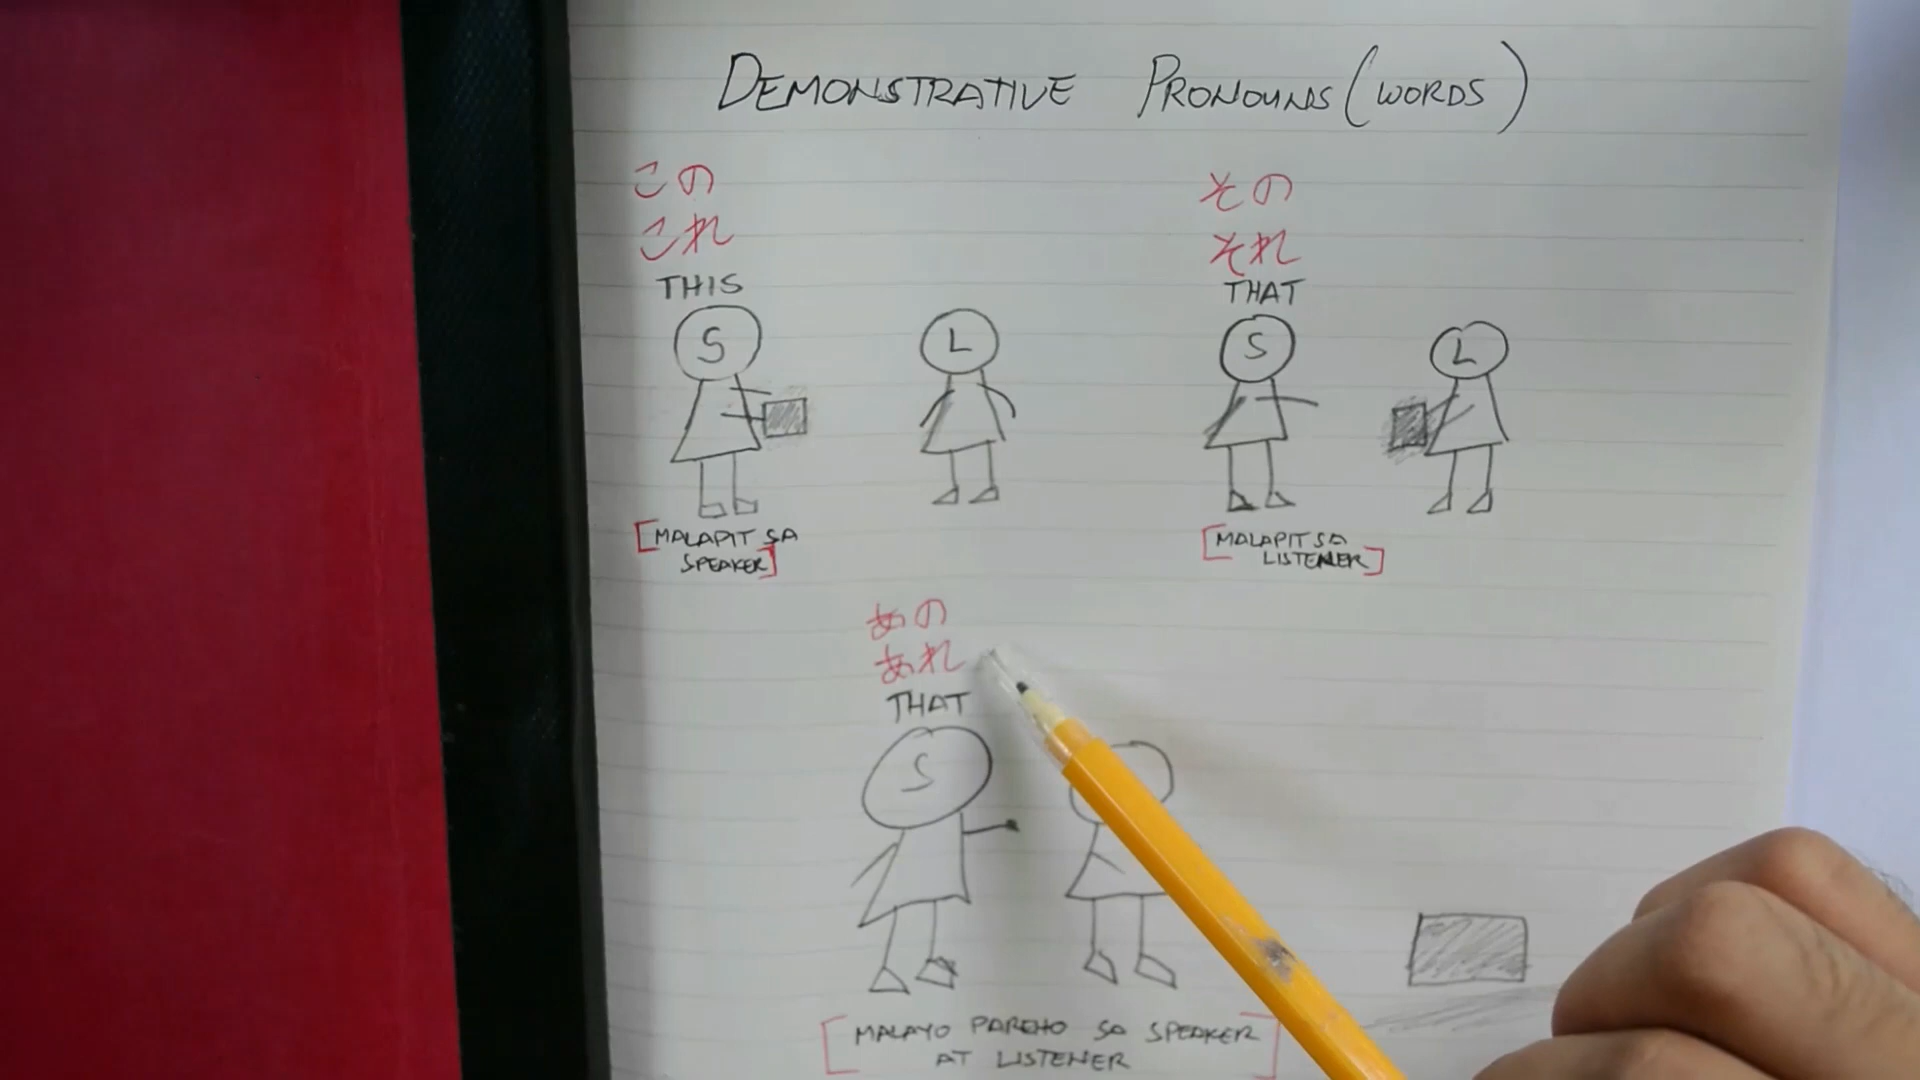 DEMONSTRATIVE PRONOUNS (WORDS)
この
これ
THIS
S
L
[MALAPIT SA
SPEAKER]
その
それ
THAT
S
L
[MALAPIT SA
LISTENER]
あの
あれ
THAT
S
[MALAYO PAREHO SA SPEAKER
AT LISTENER]